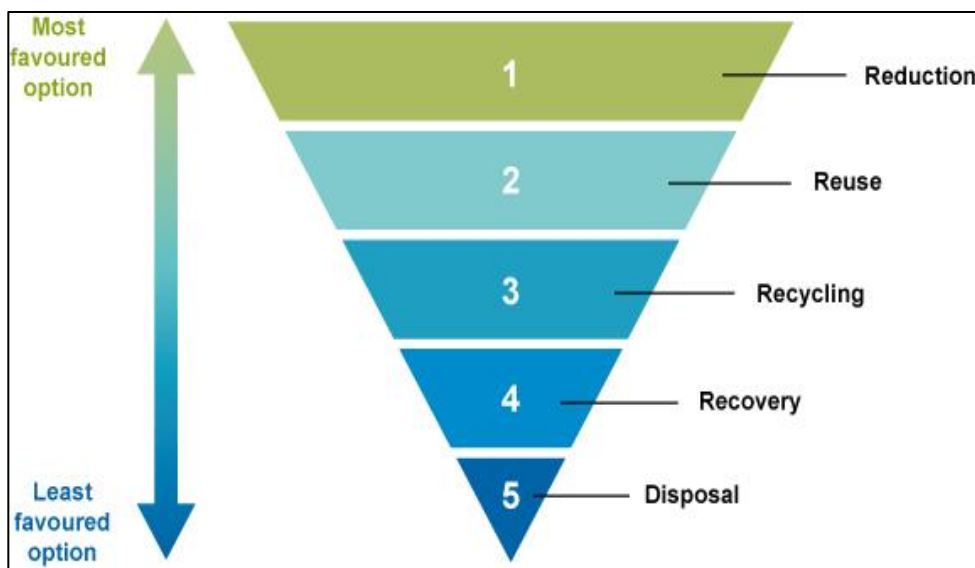 Most
favoured
option
1
Reduction
2
Reuse
3
Recycling
4
Recovery
5
Disposal
Least
favoured
option